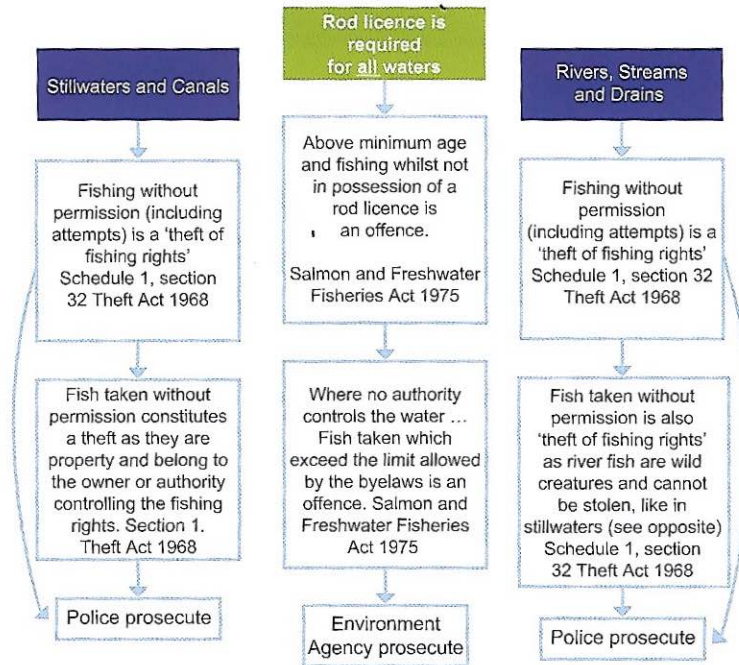 Stillwaters and Canals
Fishing without
permission (including
attempts) is a 'theft of
fishing rights'
Schedule 1, section
32 Theft Act 1968
Fish taken without
permission constitutes
a theft as they are
property and belong to
the owner or authority
controlling the fishing
rights. Section 1.
Theft Act 1968
Police prosecute
Rod licence is
required
for all waters
Above minimum age
and fishing whilst not
in possession of a
rod licence is
an offence.
Salmon and Freshwater
Fisheries Act 1975
Where no authority
controls the water ...
Fish taken which
exceed the limit allowed
by the byelaws is an
offence. Salmon and
Freshwater Fisheries
Act 1975
Environment
Agency prosecute
Rivers, Streams
and Drains
Fishing without
permission
(including attempts) is a
'theft of fishing rights'
Schedule 1, section 32
Theft Act 1968
Fish taken without
permission is also
'theft of fishing rights'
as river fish are wild
creatures and cannot
be stolen, like in
stillwaters (see opposite)
Schedule 1, section
32 Theft Act 1968
Police prosecute